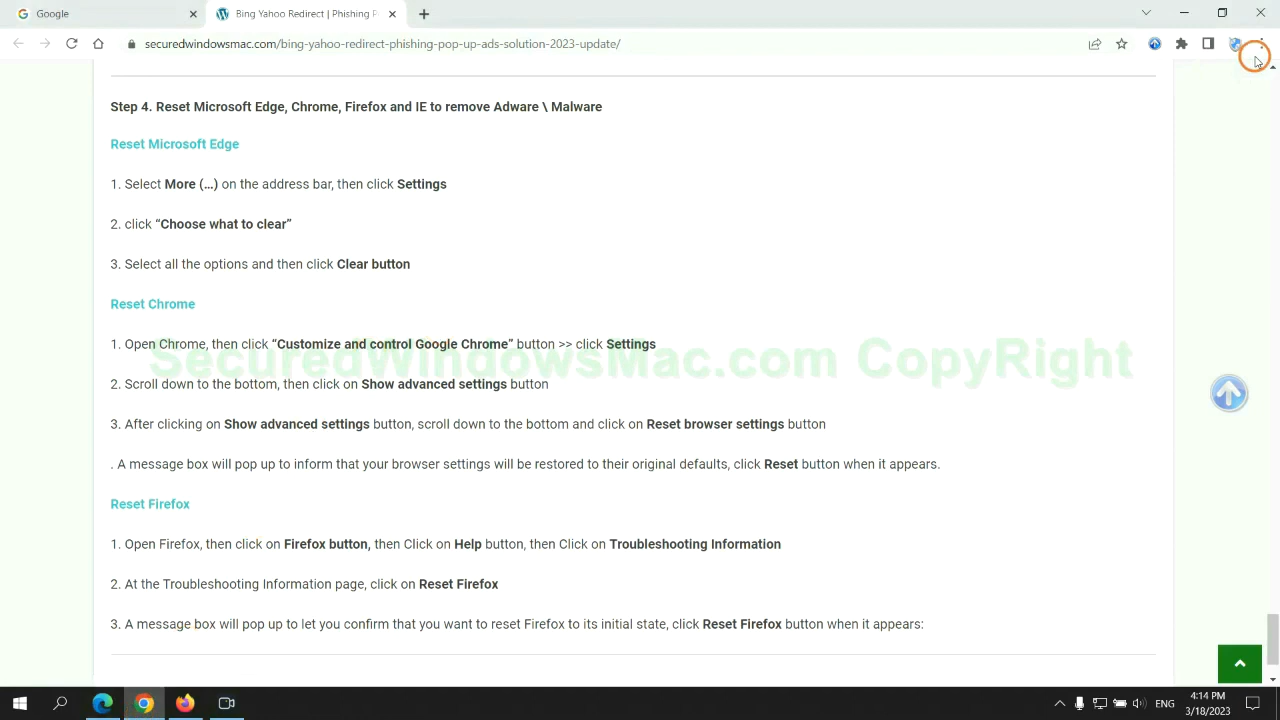 Google
Bing Yahoo Redirect | Phishing P
securedwindowsmac.com/bing-yahoo-redirect-phishing-pop-up-ads-solution-2023-update/
Step 4. Reset Microsoft Edge, Chrome, Firefox and IE to remove Adware \ Malware
Reset Microsoft Edge
1. Select More (…) on the address bar, then click Settings
2. click “Choose what to clear”
3. Select all the options and then click Clear button
Reset Chrome
1. Open Chrome, then click “Customize and control Google Chrome” button >> click Settings
Secured WindowsMac.com CopyRight
2. Scroll down to the bottom, then click on Show advanced settings button
3. After clicking on Show advanced settings button, scroll down to the bottom and click on Reset browser settings button
. A message box will pop up to inform that your browser settings will be restored to their original defaults, click Reset button when it appears.
Reset Firefox
1. Open Firefox, then click on Firefox button, then Click on Help button, then Click on Troubleshooting Information
2. At the Troubleshooting Information page, click on Reset Firefox
3. A message box will pop up to let you confirm that you want to reset Firefox to its initial state, click Reset Firefox button when it appears:
ENG
4:14 PM
3/18/2023